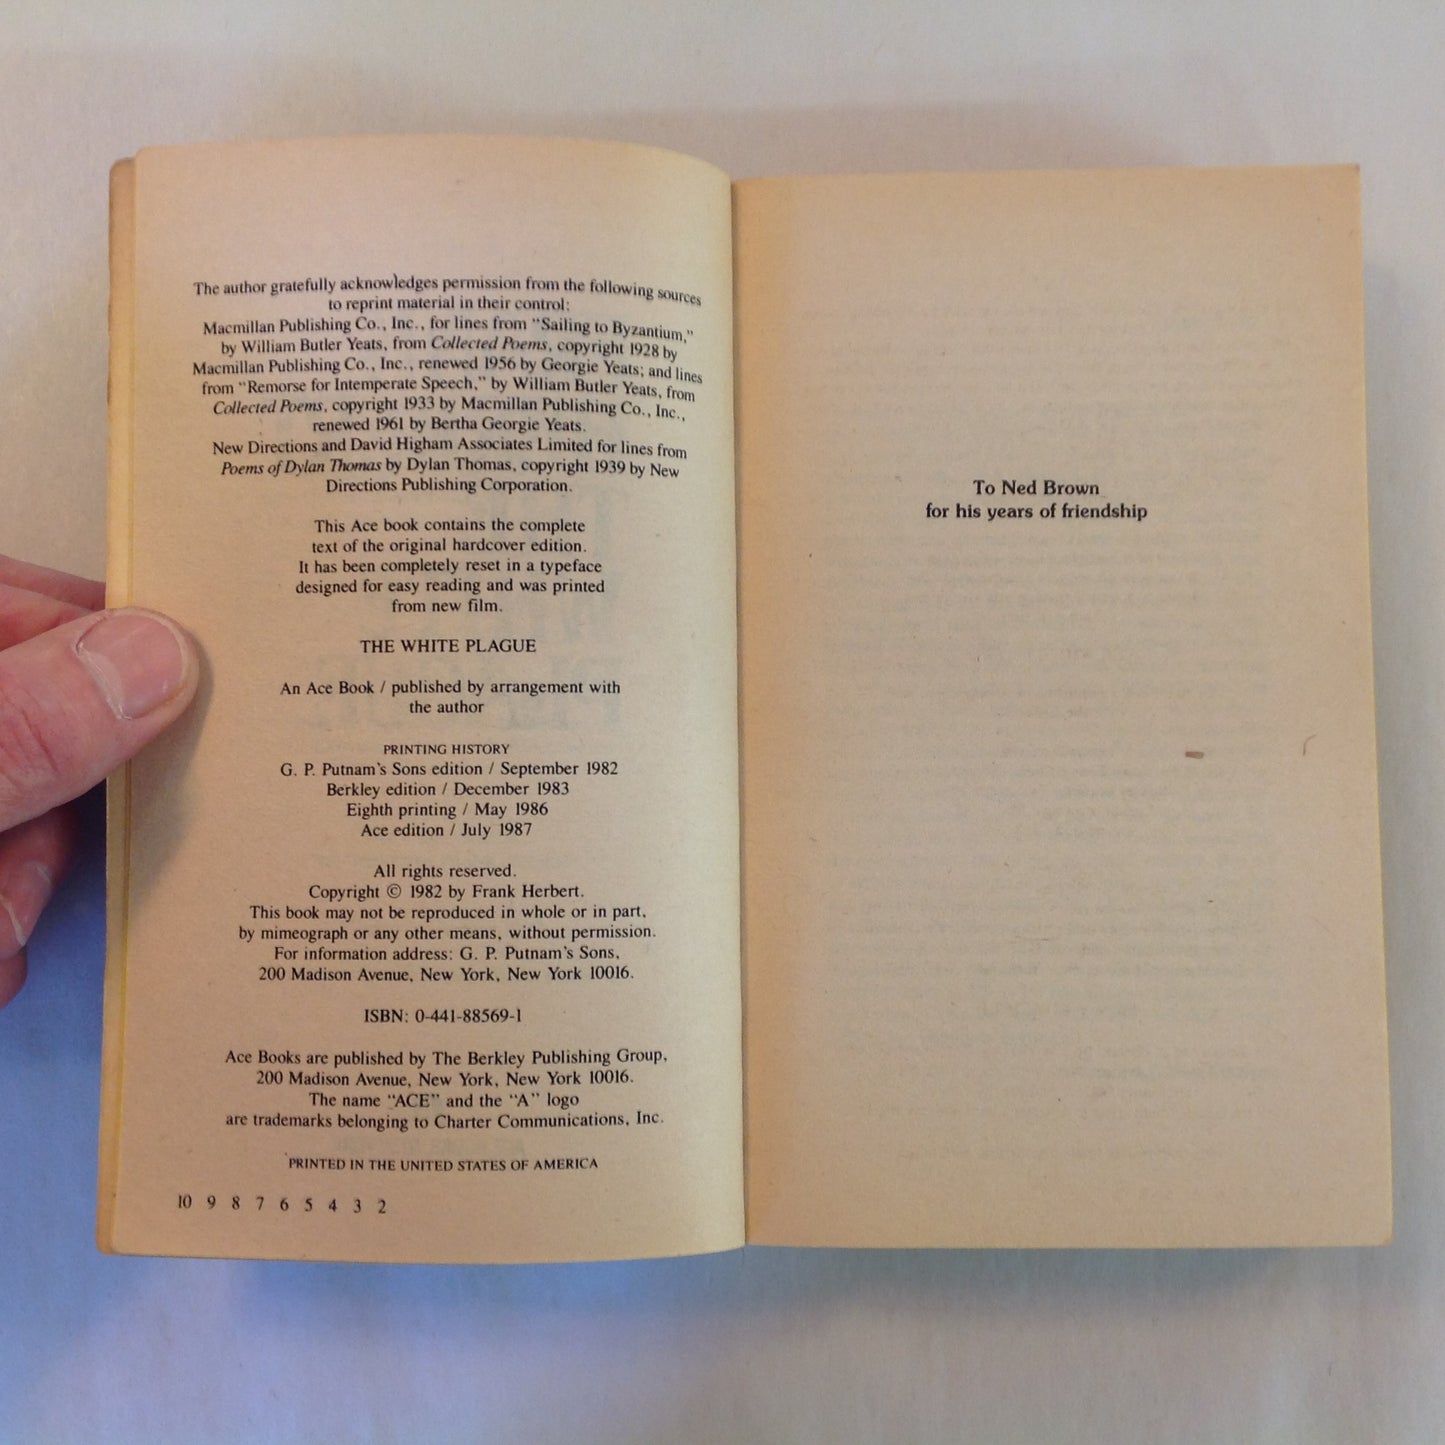 The author gratefully acknowledges permission from the following sources
to reprint material in their control:
Macmillan Publishing Co., Inc., for lines from "Sailing to Byzantium,"
by William Butler Yeats, from Collected Poems, copyright 1928 by
Macmillan Publishing Co., Inc., renewed 1956 by Georgie Yeats; and lines
from "Remorse for Intemperate Speech," by William Butler Yeats, from
Collected Poems, copyright 1933 by Macmillan Publishing Co., Inc.,
renewed 1961 by Bertha Georgie Yeats.
New Directions and David Higham Associates Limited for lines from
Poems of Dylan Thomas by Dylan Thomas, copyright 1939 by New
Directions Publishing Corporation.
This Ace book contains the complete
text of the original hardcover edition.
It has been completely reset in a typeface
designed for easy reading and was printed
from new film.
THE WHITE PLAGUE
An Ace Book / published by arrangement with
the author
PRINTING HISTORY
G. P. Putnam's Sons edition / September 1982
Berkley edition / December 1983
Eighth printing / May 1986
Ace edition / July 1987
All rights reserved.
Copyright © 1982 by Frank Herbert.
This book may not be reproduced in whole or in part,
by mimeograph or any other means, without permission.
For information address: G. P. Putnam's Sons,
200 Madison Avenue, New York, New York 10016.
ISBN: 0-441-88569-1
Ace Books are published by The Berkley Publishing Group,
200 Madison Avenue, New York, New York 10016.
The name "ACE" and the "A" logo
are trademarks belonging to Charter Communications, Inc.
PRINTED IN THE UNITED STATES OF AMERICA
10 9 8 7 6 5 4 3 2
To Ned Brown
for his years of friendship